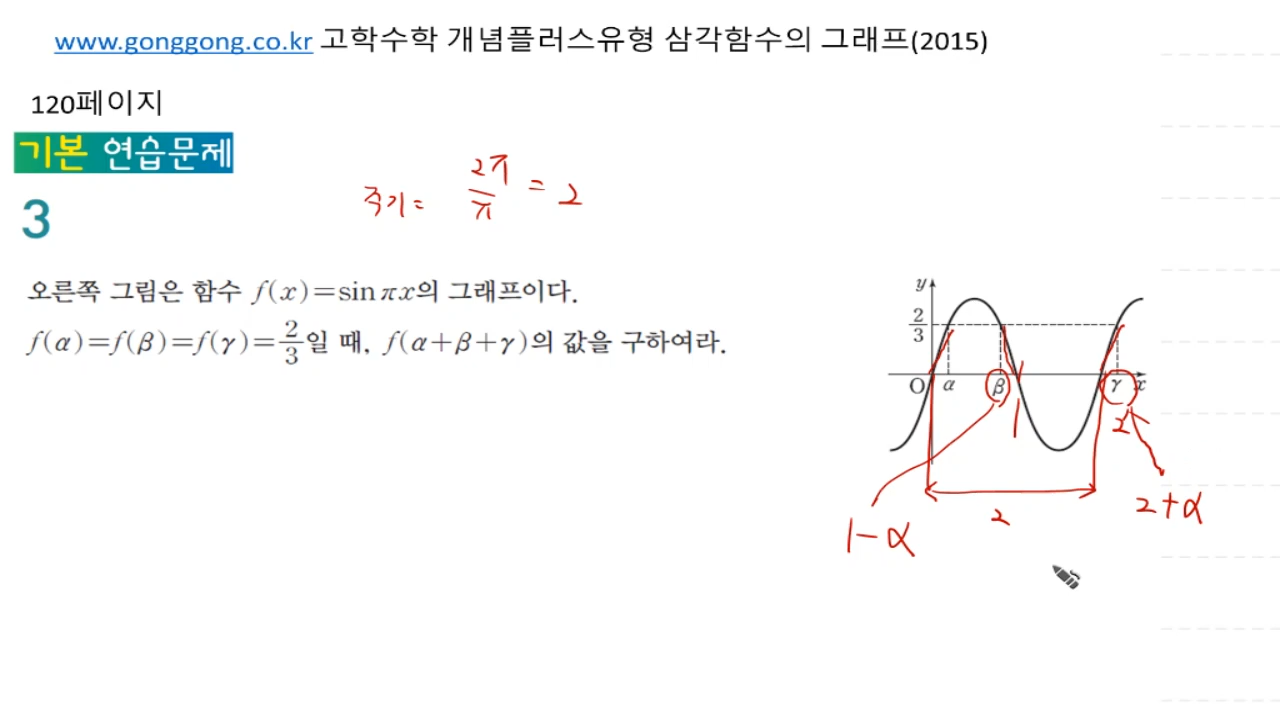 www.gonggong.co.kr 고학수학 개념플러스유형 삼각함수의 그래프(2015)
120페이지
기본 연습문제
3
주기 = 2π/π = 2
오른쪽 그림은 함수 f(x)=sin πx의 그래프이다.
f(α)=f(β)=f(γ)=2/3일 때, f(α+β+γ)의 값을 구하여라.
y
2/3
O α β γ x
1 2
2
1-α
2+α